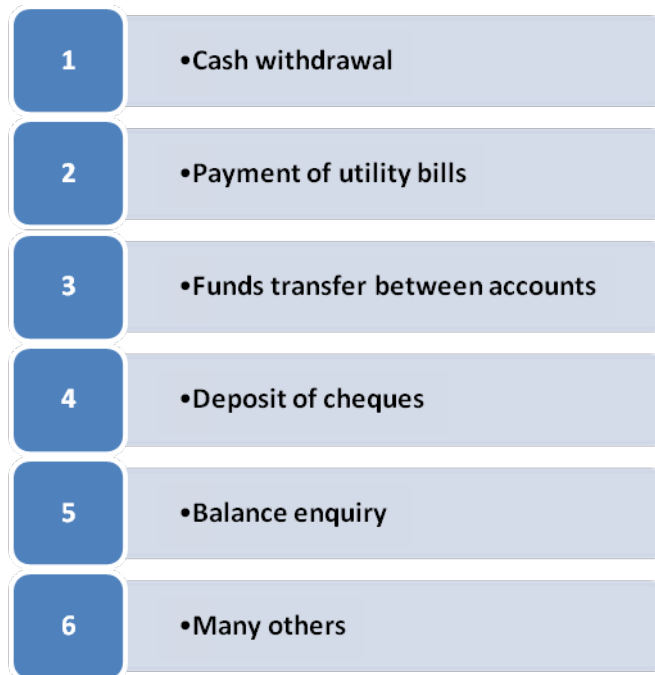 1 •Cash withdrawal
2 •Payment of utility bills
3 •Funds transfer between accounts
4 •Deposit of cheques
5 •Balance enquiry
6 •Many others